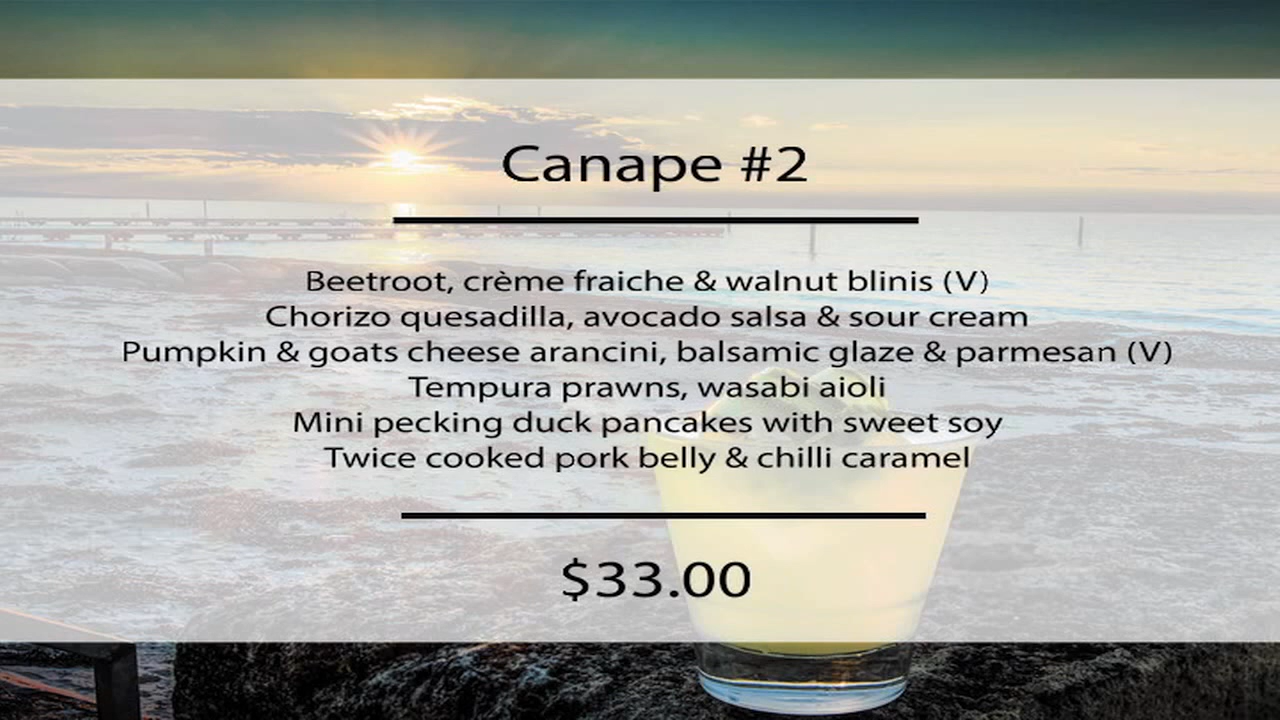 Canape #2
Beetroot, crème fraiche & walnut blinis (V)
Chorizo quesadilla, avocado salsa & sour cream
Pumpkin & goats cheese arancini, balsamic glaze & parmesan (V)
Tempura prawns, wasabi aioli
Mini pecking duck pancakes with sweet soy
Twice cooked pork belly & chilli caramel
$33.00